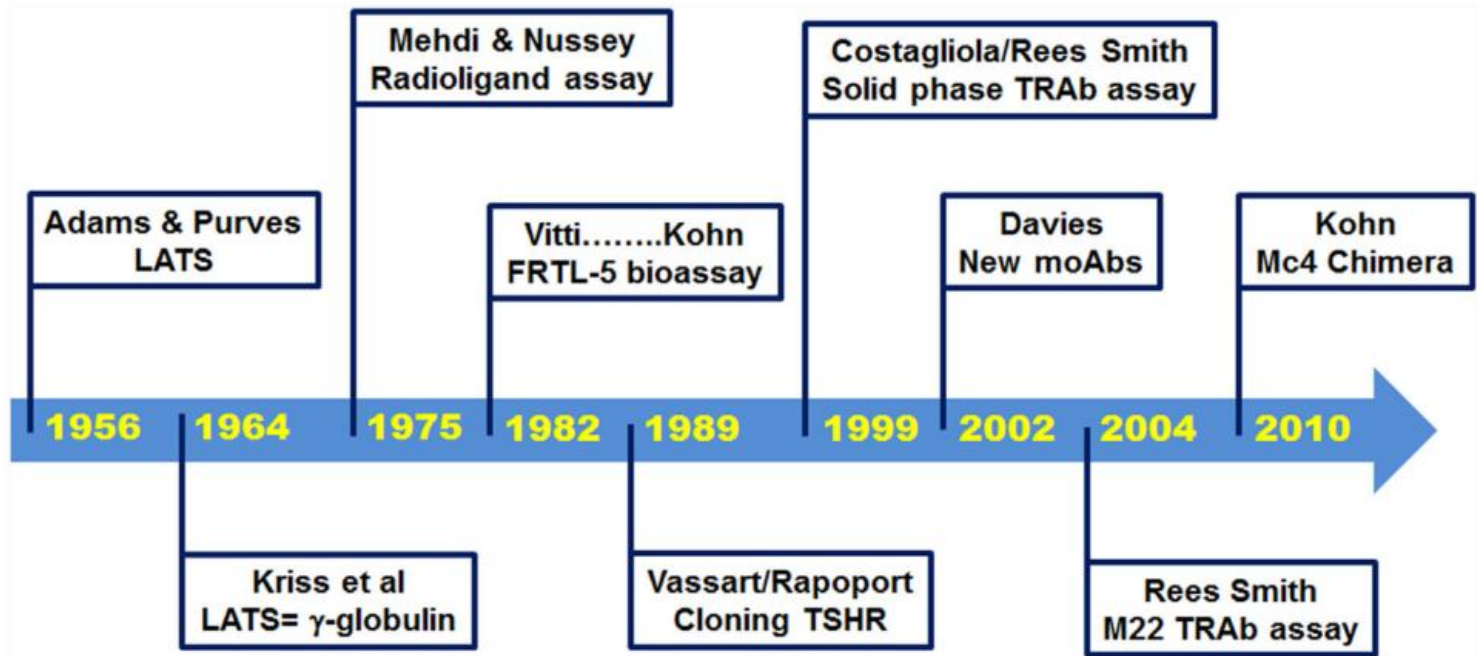 Mehdi & Nussey
Radioligand assay
Costagliola/Rees Smith
Solid phase TRAb assay
Adams & Purves
LATS
Vitti........Kohn
FRTL-5 bioassay
Davies
New moAbs
Kohn
Mc4 Chimera
1956 1964 1975 1982 1989 1999 2002 2004 2010
Kriss et al
LATS= γ-globulin
Vassart/Rapoport
Cloning TSHR
Rees Smith
M22 TRAb assay